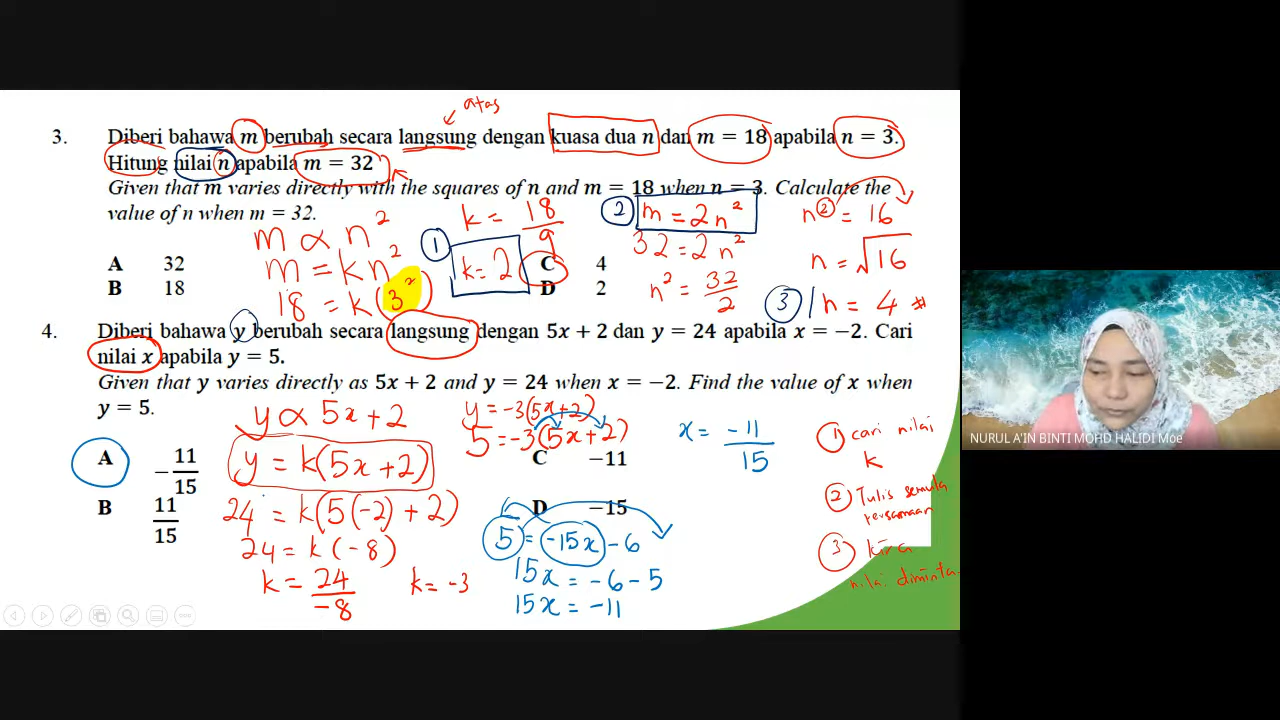 atas
3. Diberi bahawa m berubah secara langsung dengan kuasa dua n dan m = 18 apabila n = 3.
Hitung nilai n apabila m = 32
Given that m varies directly with the squares of n and m = 18 when n = 3. Calculate the
value of n when m = 32.
m ∝ n²
m = kn²
18 = k(3²)
① k = 18/9
k = 2
② m = 2n²
32 = 2n²
n² = 32/2
n² = 16
n = √16
③ n = 4 #
A 32
B 18
C 4
D 2
4. Diberi bahawa y berubah secara langsung dengan 5x + 2 dan y = 24 apabila x = −2. Cari
nilai x apabila y = 5.
Given that y varies directly as 5x + 2 and y = 24 when x = −2. Find the value of x when
y = 5.
A −11/15
B 11/15
C −11
D −15
y ∝ 5x + 2
y = k(5x + 2)
24 = k(5(-2) + 2)
24 = k(-8)
k = 24/-8
k = -3
y = -3(5x+2)
5 = -3(5x+2)
5 = -15x - 6
15x = -6 - 5
15x = -11
x = -11/15
① cari nilai
k
② Tulis semula
persamaan
③ kira
nilai diminta
NURUL A'IN BINTI MOHD HALIDI Moe